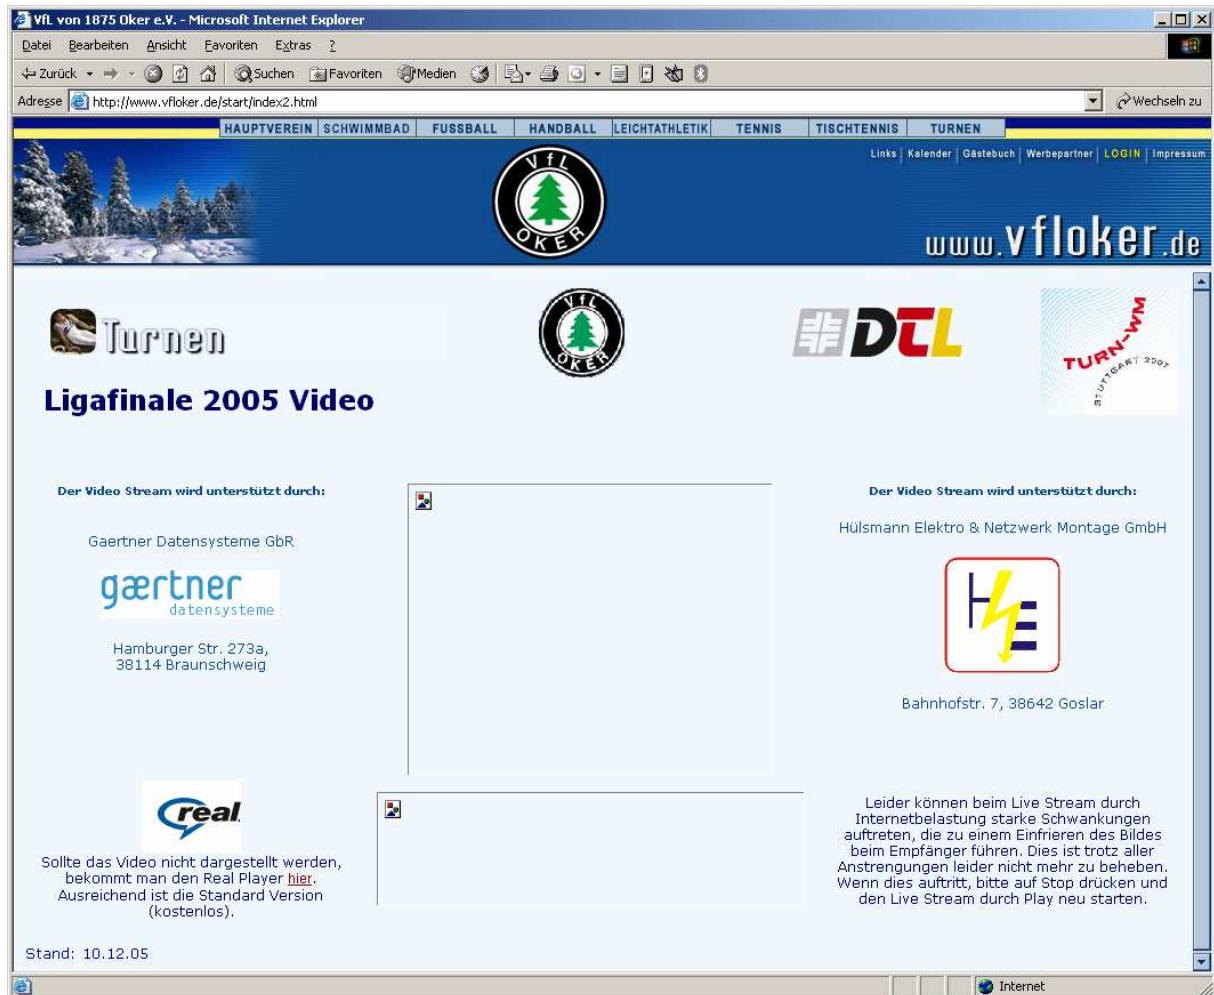 VfL von 1875 Oker e.V. - Microsoft Internet Explorer
Datei Bearbeiten Ansicht Favoriten Extras ?
Zurück Suchen Favoriten Medien
Adresse http://www.vfloker.de/start/index2.html Wechseln zu
HAUPTVEREIN SCHWIMMBAD FUSSBALL HANDBALL LEICHTATHLETIK TENNIS TISCHTENNIS TURNEN
Links Kalender Gästebuch Werbepartner LOGIN Impressum
VfL
OKER
www.vfloker.de
Turnen
VfL
OKER
DTL
TURN-WM
STUTTGART 2007
Ligafinale 2005 Video
Der Video Stream wird unterstützt durch:
Gaertner Datensysteme GbR
gærtner
datensysteme
Hamburger Str. 273a,
38114 Braunschweig
Der Video Stream wird unterstützt durch:
Hülsmann Elektro & Netzwerk Montage GmbH
HE
Bahnhofstr. 7, 38642 Goslar
real
Sollte das Video nicht dargestellt werden,
bekommt man den Real Player hier.
Ausreichend ist die Standard Version
(kostenlos).
Leider können beim Live Stream durch
Internetbelastung starke Schwankungen
auftreten, die zu einem Einfrieren des Bildes
beim Empfänger führen. Dies ist trotz aller
Anstrengungen leider nicht mehr zu beheben.
Wenn dies auftritt, bitte auf Stop drücken und
den Live Stream durch Play neu starten.
Stand: 10.12.05
Internet